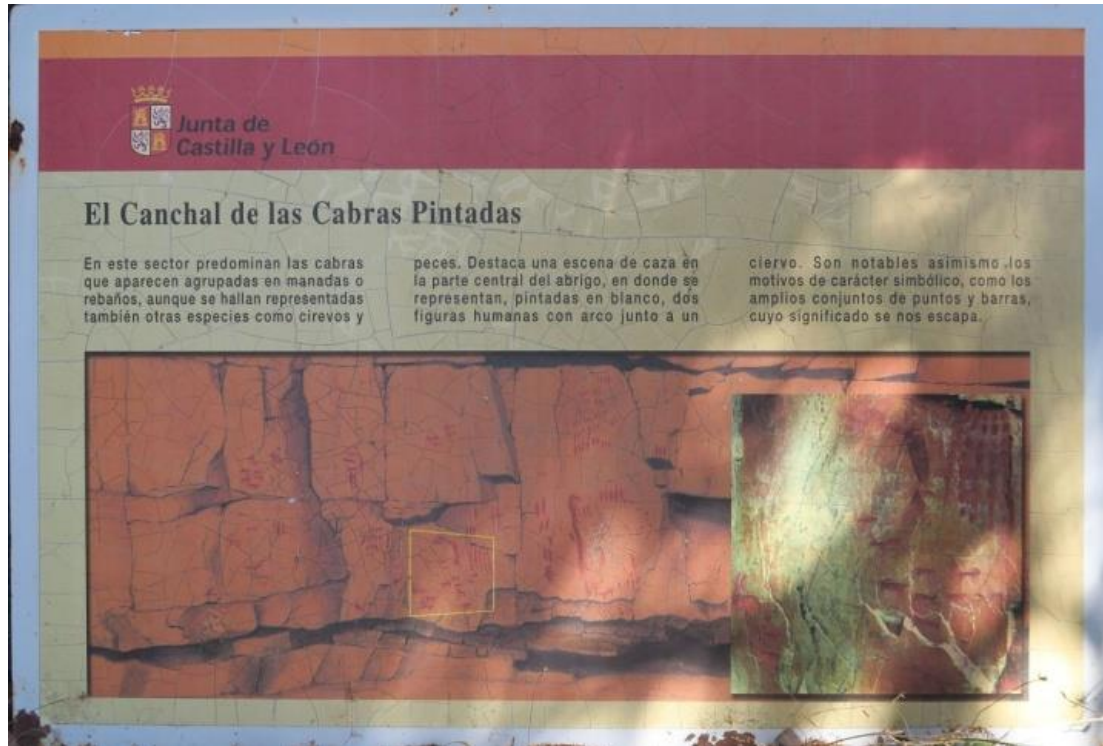 Junta de
Castilla y León
El Canchal de las Cabras Pintadas
En este sector predominan las cabras
que aparecen agrupadas en manadas o
rebaños, aunque se hallan representadas
también otras especies como cirevos y
peces. Destaca una escena de caza en
la parte central del abrigo, en donde se
representan, pintadas en blanco, dos
figuras humanas con arco junto a un
ciervo. Son notables asimismo los
motivos de carácter simbólico, como los
amplios conjuntos de puntos y barras,
cuyo significado se nos escapa.